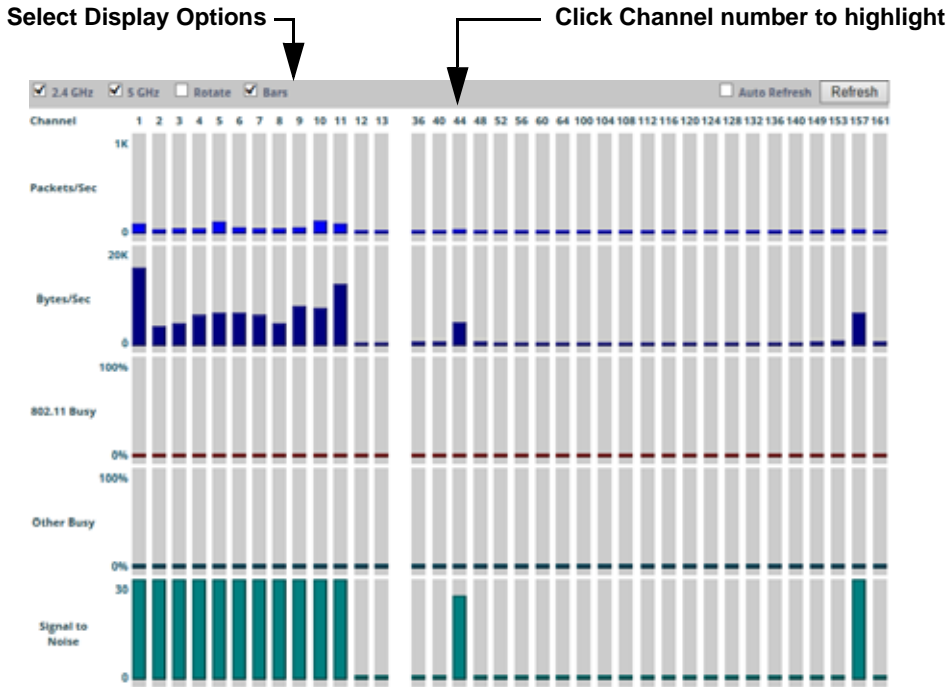 Select Display Options
Click Channel number to highlight
2.4 GHz 5 GHz Rotate Bars Auto Refresh Refresh
Channel 1 2 3 4 5 6 7 8 9 10 11 12 13 36 40 44 48 52 56 60 64 100 104 108 112 116 120 124 128 132 136 140 149 153 157 161
1K
Packets/Sec
0
20K
Bytes/Sec
0
100%
802.11 Busy
0%
100%
Other Busy
0%
30
Signal to
Noise
0